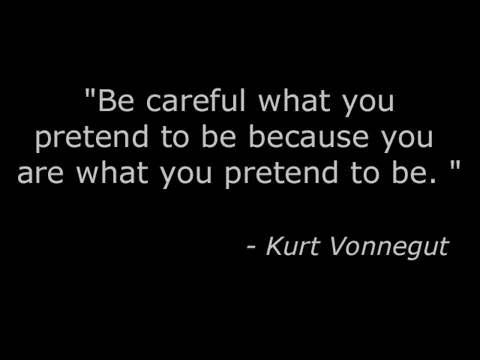 "Be careful what you
pretend to be because you
are what you pretend to be. "
- Kurt Vonnegut